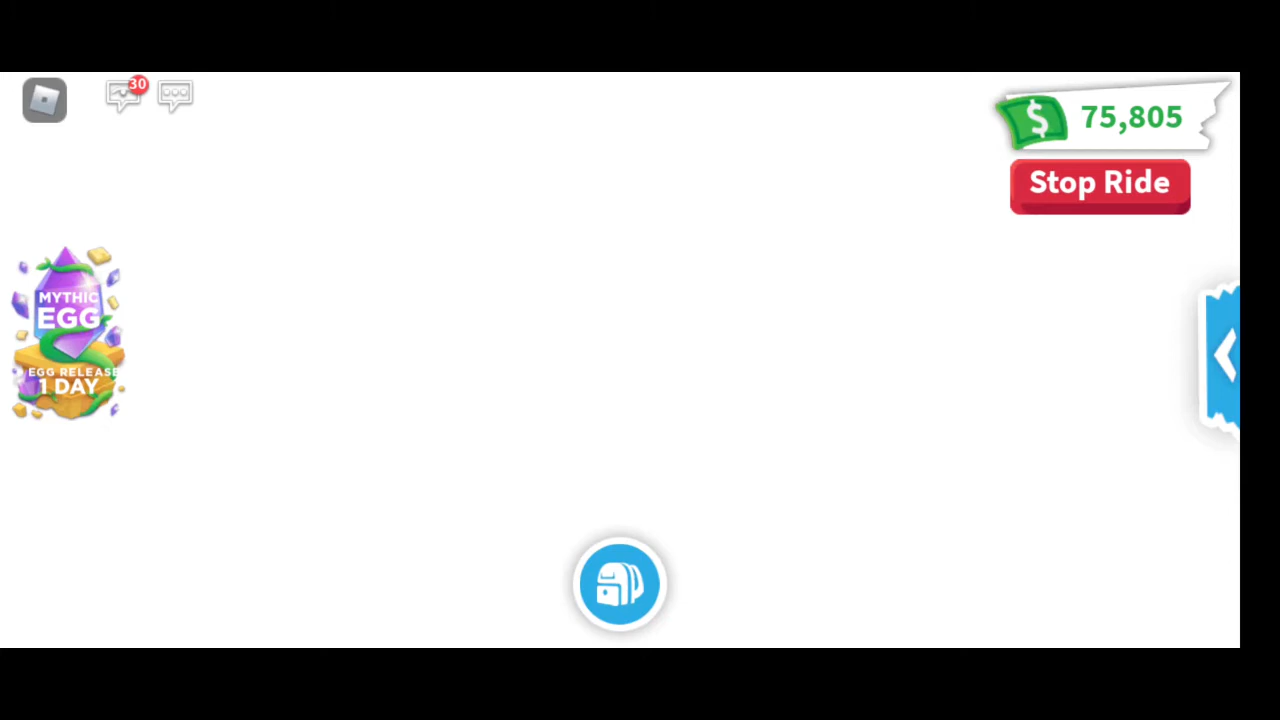 30
$ 75,805
Stop Ride
MYTHIC
EGG
EGG RELEASE
1 DAY